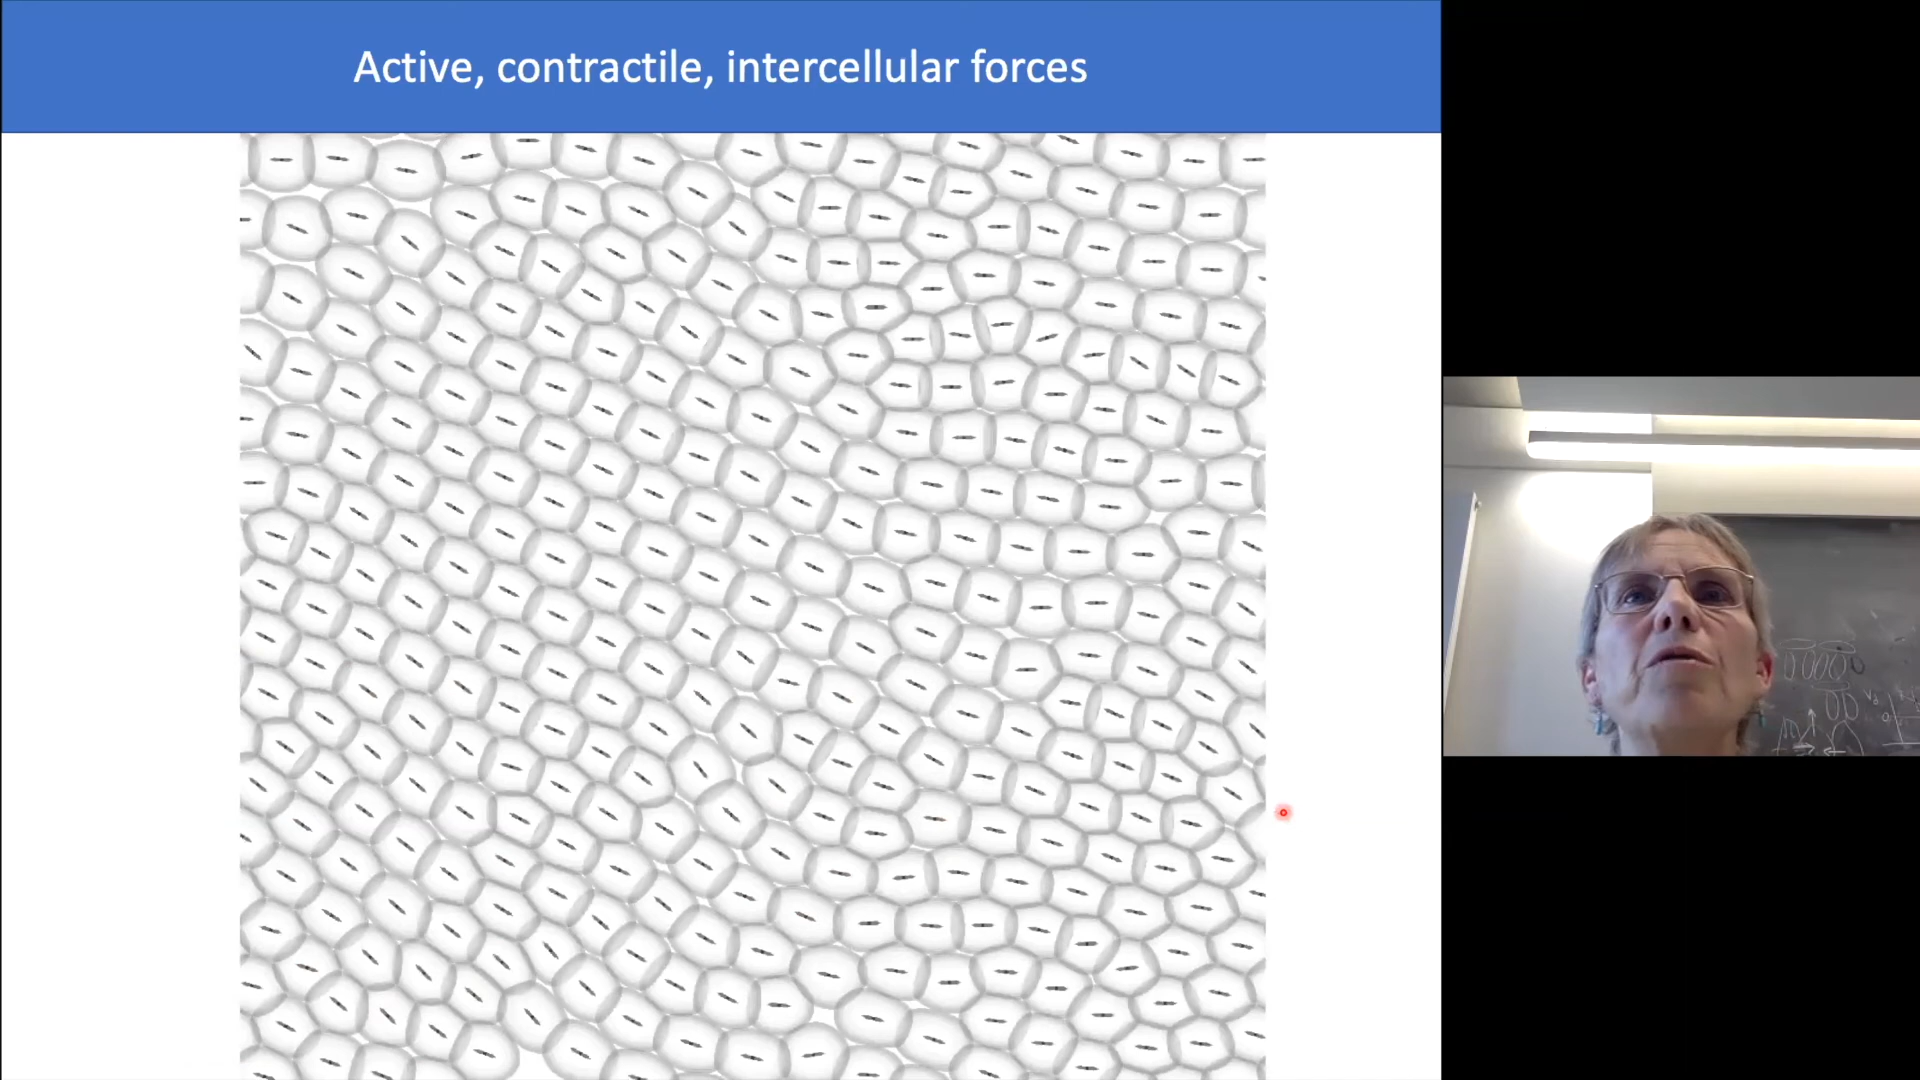 Active, contractile, intercellular forces